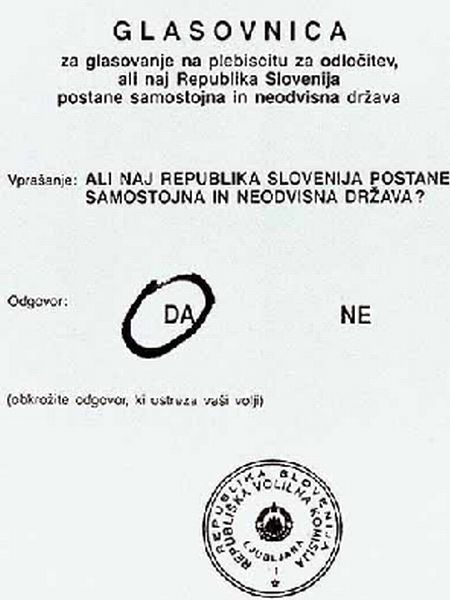 GLASOVNICA
za glasovanje na plebiscitu za odločitev,
ali naj Republika Slovenija
postane samostojna in neodvisna država
Vprašanje: ALI NAJ REPUBLIKA SLOVENIJA POSTANE
SAMOSTOJNA IN NEODVISNA DRŽAVA?
Odgovor: DA NE
(obkrožite odgovor, ki ustreza vaši volji)
REPUBLIKA SLOVENIJA
REPUBLIŠKA VOLILNA KOMISIJA
LJUBLJANA
1